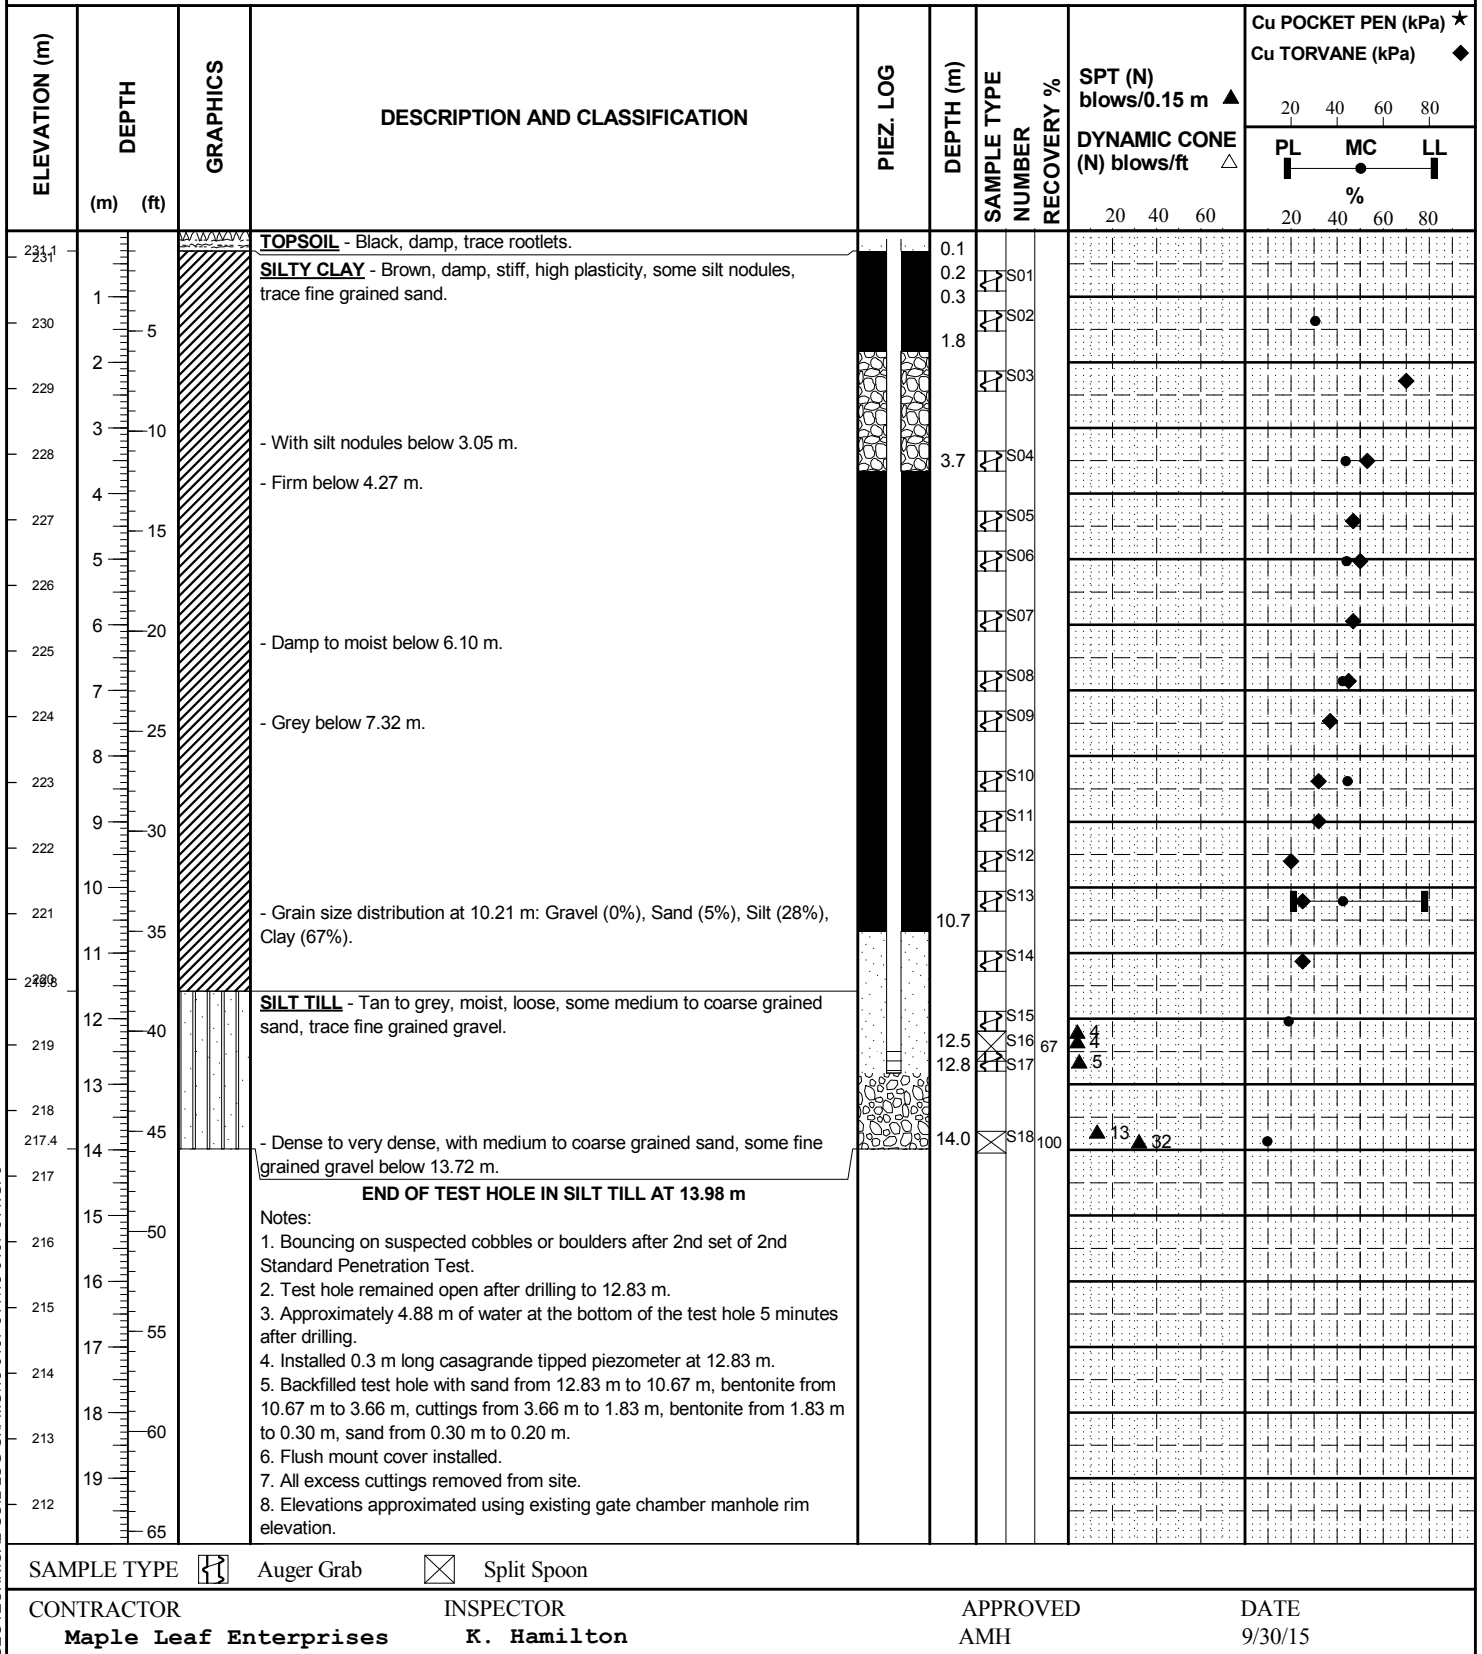 ELEVATION (m)
DEPTH
(m) (ft)
GRAPHICS
DESCRIPTION AND CLASSIFICATION
PIEZ. LOG
DEPTH (m)
SAMPLE TYPE
NUMBER
RECOVERY %
SPT (N)
blows/0.15 m ▲
DYNAMIC CONE
(N) blows/ft △
20 40 60
Cu POCKET PEN (kPa) ★
Cu TORVANE (kPa) ◆
20 40 60 80
PL MC LL
%
20 40 60 80
231.1
231
TOPSOIL - Black, damp, trace rootlets.
0.1
SILTY CLAY - Brown, damp, stiff, high plasticity, some silt nodules,
0.2 S01
trace fine grained sand.
1
0.3
230
S02
5
1.8
2
229
S03
3
10
- With silt nodules below 3.05 m.
228
3.7 S04
- Firm below 4.27 m.
4
227
S05
15
5
S06
226
6
S07
20
- Damp to moist below 6.10 m.
225
S08
7
224
- Grey below 7.32 m.
S09
25
8
223
S10
9
S11
30
222
S12
10
S13
221
- Grain size distribution at 10.21 m: Gravel (0%), Sand (5%), Silt (28%),
10.7
Clay (67%).
35
11
S14
220
219.8
SILT TILL - Tan to grey, moist, loose, some medium to coarse grained
12
S15
sand, trace fine grained gravel.
40
4
219
12.5 S16 67 4
12.8 S17 5
13
218
45
13
217.4
- Dense to very dense, with medium to coarse grained sand, some fine
14.0 S18 100 32
14
grained gravel below 13.72 m.
217
END OF TEST HOLE IN SILT TILL AT 13.98 m
15
Notes:
50
216
1. Bouncing on suspected cobbles or boulders after 2nd set of 2nd
Standard Penetration Test.
16
2. Test hole remained open after drilling to 12.83 m.
215
3. Approximately 4.88 m of water at the bottom of the test hole 5 minutes
55
after drilling.
17
4. Installed 0.3 m long casagrande tipped piezometer at 12.83 m.
214
5. Backfilled test hole with sand from 12.83 m to 10.67 m, bentonite from
18
10.67 m to 3.66 m, cuttings from 3.66 m to 1.83 m, bentonite from 1.83 m
60
213
to 0.30 m, sand from 0.30 m to 0.20 m.
6. Flush mount cover installed.
19
7. All excess cuttings removed from site.
212
8. Elevations approximated using existing gate chamber manhole rim
65
elevation.
SAMPLE TYPE Auger Grab Split Spoon
CONTRACTOR INSPECTOR APPROVED DATE
Maple Leaf Enterprises K. Hamilton AMH 9/30/15